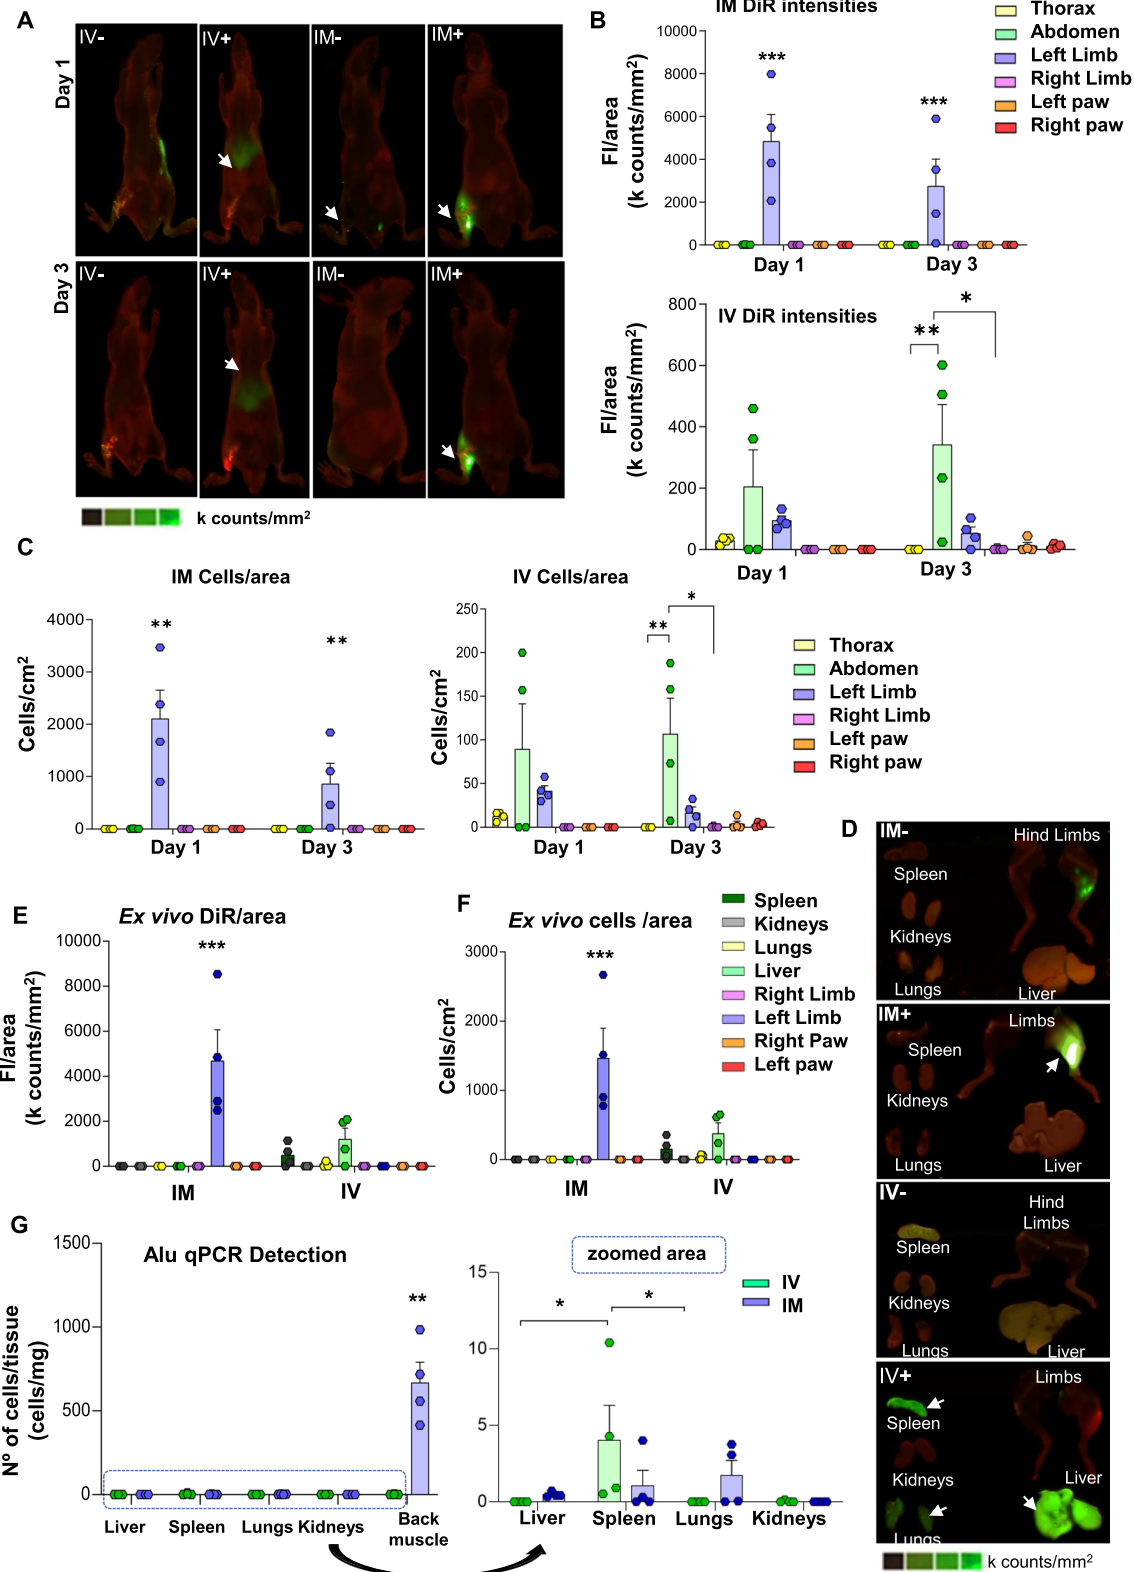 A
IV-
IV+
IM-
IM+
Day 1
IV-
IV+
IM-
IM+
Day 3
k counts/mm²
B
IM DiR intensities
10000
8000
6000
4000
2000
0
FI/area
(k counts/mm²)
***
***
Day 1
Day 3
Thorax
Abdomen
Left Limb
Right Limb
Left paw
Right paw
IV DiR intensities
800
600
400
200
0
FI/area
(k counts/mm²)
**
*
Day 1
Day 3
C
IM Cells/area
4000
3000
2000
1000
0
Cells/cm²
**
**
Day 1
Day 3
IV Cells/area
250
200
150
100
50
0
Cells/cm²
**
*
Day 1
Day 3
Thorax
Abdomen
Left Limb
Right Limb
Left paw
Right paw
D
IM-
Hind Limbs
Spleen
Kidneys
Lungs
Liver
IM+
Limbs
Spleen
Kidneys
Lungs
Liver
IV-
Hind
Limbs
Spleen
Kidneys
Lungs
Liver
IV+
Limbs
Spleen
Kidneys
Liver
Lungs
k counts/mm²
E
Ex vivo DiR/area
10000
8000
6000
4000
2000
0
FI/area
(k counts/mm²)
***
IM
IV
F
Ex vivo cells /area
3000
2000
1000
0
Cells/cm²
***
IM
IV
Spleen
Kidneys
Lungs
Liver
Right Limb
Left Limb
Right Paw
Left paw
G
Alu qPCR Detection
1500
1000
500
0
Nº of cells/tissue
(cells/mg)
**
Liver
Spleen
Lungs
Kidneys
Back
muscle
zoomed area
15
10
5
0
*
*
IV
IM
Liver
Spleen
Lungs
Kidneys